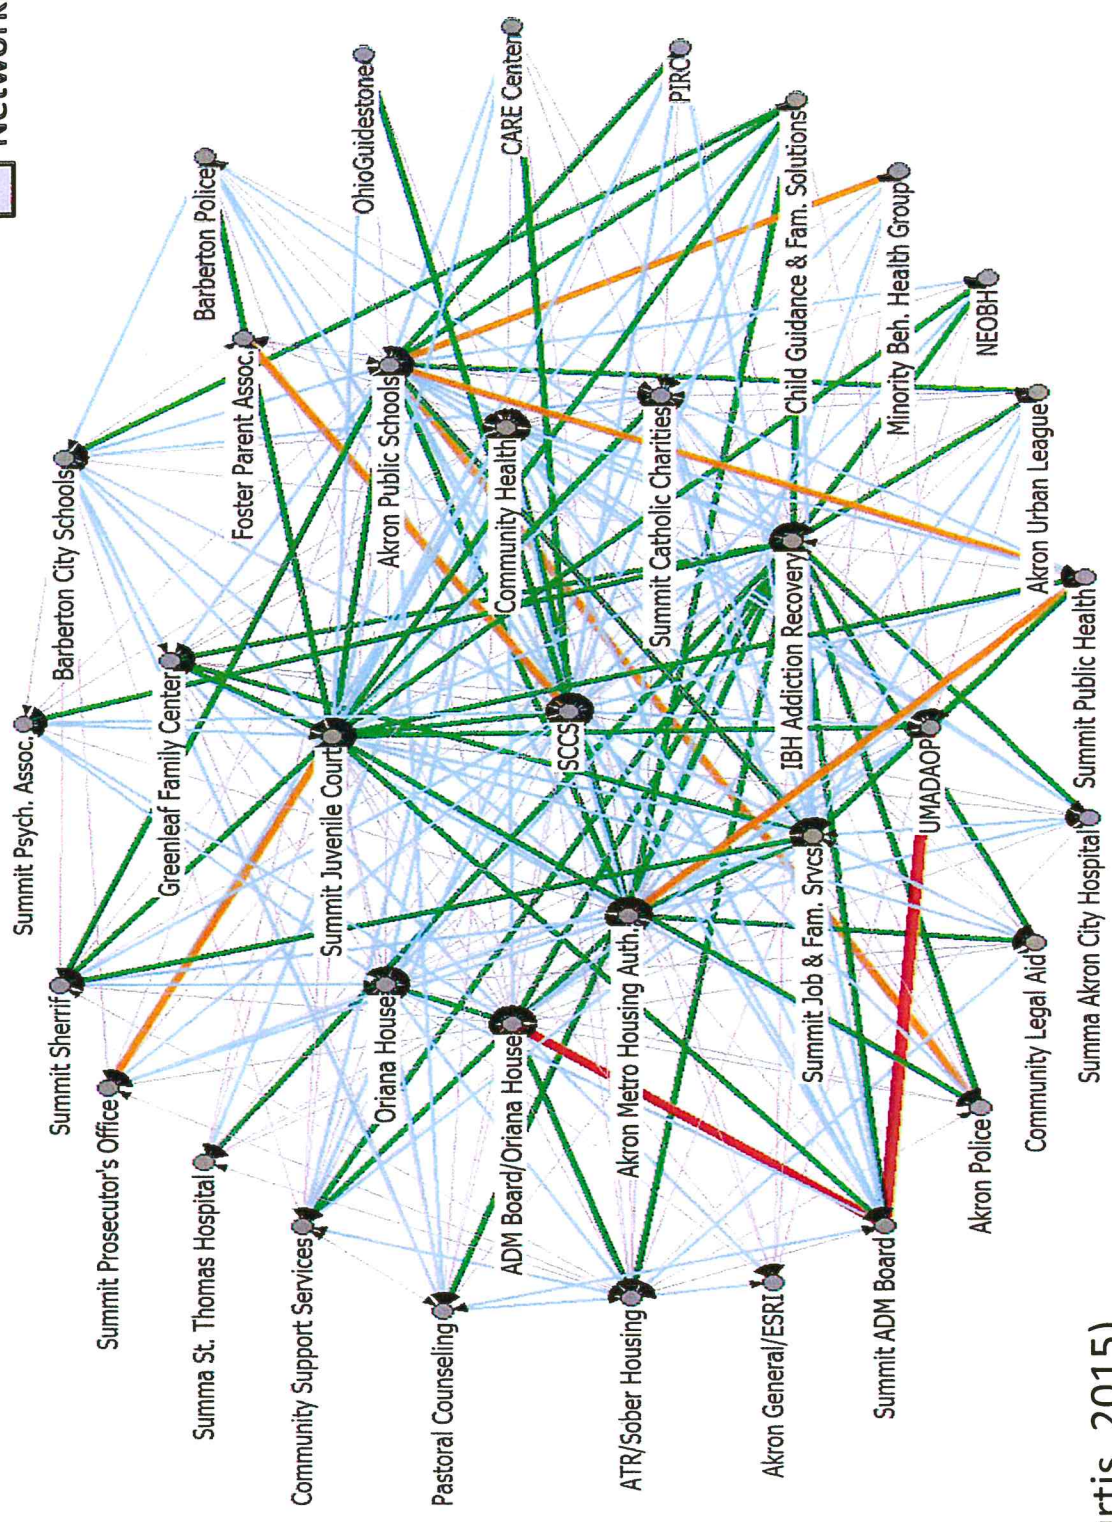 Network
Summit Psych. Assoc.
Barberton City Schools
Barberton Police
Summit Sherrif
Greenleaf Family Center
Foster Parent Assoc.
OhioGuidestone
Summit Prosecutor's Office
Summit Juvenile Court
Akron Public Schools
CARE Center
Summa St. Thomas Hospital
Oriana House
Community Health
PIRC
Community Support Services
SCCS
Summit Catholic Charities
ADM Board/Oriana House
Child Guidance & Fam. Solutions
Pastoral Counseling
Akron Metro Housing Auth.
IBH Addiction Recovery
Minority Beh. Health Group
ATR/Sober Housing
Summit Job & Fam. Srvcs
UMADAOP
NEOBH
Akron General/ESRI
Akron Urban League
Summit ADM Board
Akron Police
Community Legal Aid
Summa Akron City Hospital
Summit Public Health
rtis, 2015)